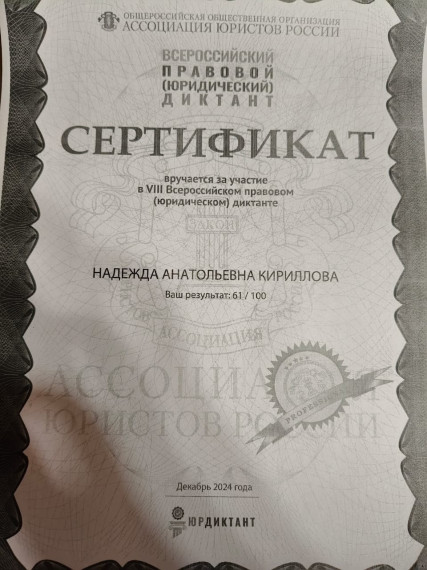 ОБЩЕРОССИЙСКАЯ ОБЩЕСТВЕННАЯ ОРГАНИЗАЦИЯ
АССОЦИАЦИЯ ЮРИСТОВ РОССИИ
ВСЕРОССИЙСКИЙ
ПРАВОВОЙ
(ЮРИДИЧЕСКИЙ)
ДИКТАНТ
СЕРТИФИКАТ
вручается за участие
в VIII Всероссийском правовом
(юридическом) диктанте
ЗАКОН
НАДЕЖДА АНАТОЛЬЕВНА КИРИЛЛОВА
Ваш результат: 61 / 100
АССОЦИАЦИЯ
АССОЦИАЦИЯ
ЮРИСТОВ РОССИИ
Декабрь 2024 года
ЮРДИКТАНТ